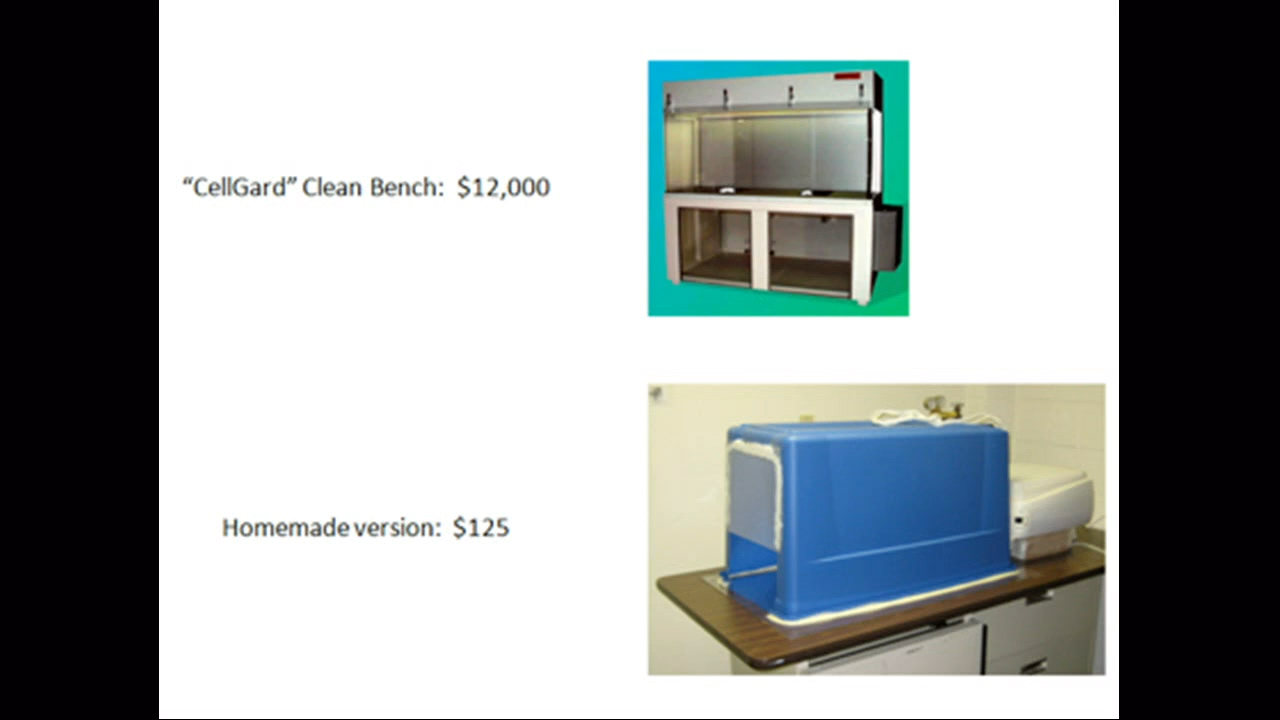 “CellGard” Clean Bench:  $12,000
Homemade version:  $125